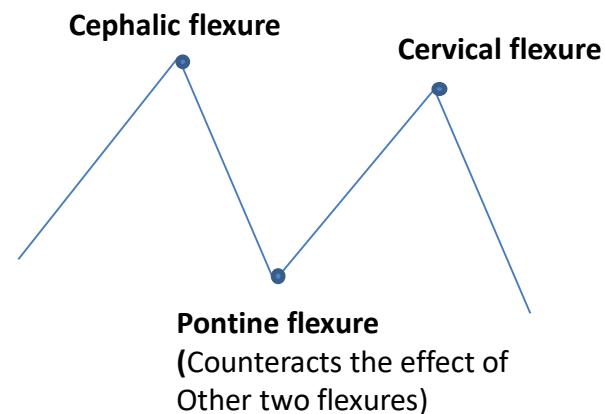 Cephalic flexure
Cervical flexure
Pontine flexure
(Counteracts the effect of
Other two flexures)